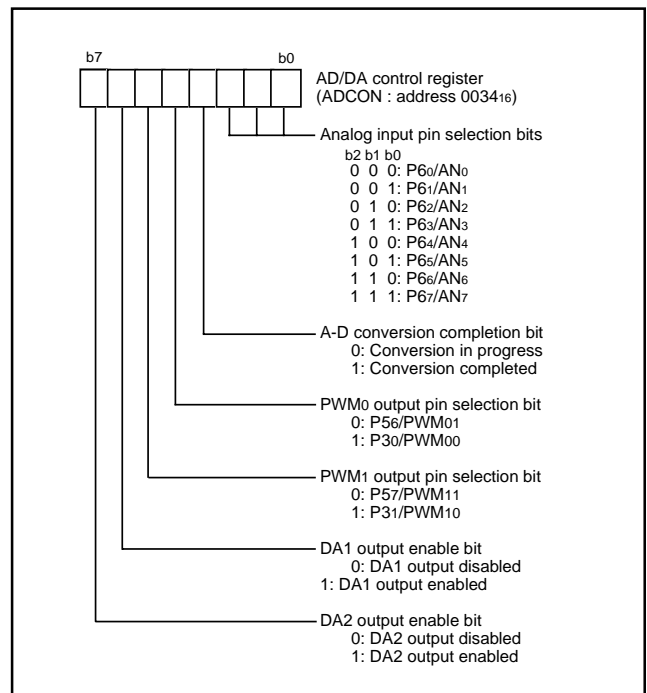 b7 b0
AD/DA control register
(ADCON : address 003416)
Analog input pin selection bits
b2 b1 b0
0 0 0: P60/AN0
0 0 1: P61/AN1
0 1 0: P62/AN2
0 1 1: P63/AN3
1 0 0: P64/AN4
1 0 1: P65/AN5
1 1 0: P66/AN6
1 1 1: P67/AN7
A-D conversion completion bit
0: Conversion in progress
1: Conversion completed
PWM0 output pin selection bit
0: P56/PWM01
1: P30/PWM00
PWM1 output pin selection bit
0: P57/PWM11
1: P31/PWM10
DA1 output enable bit
0: DA1 output disabled
1: DA1 output enabled
DA2 output enable bit
0: DA2 output disabled
1: DA2 output enabled